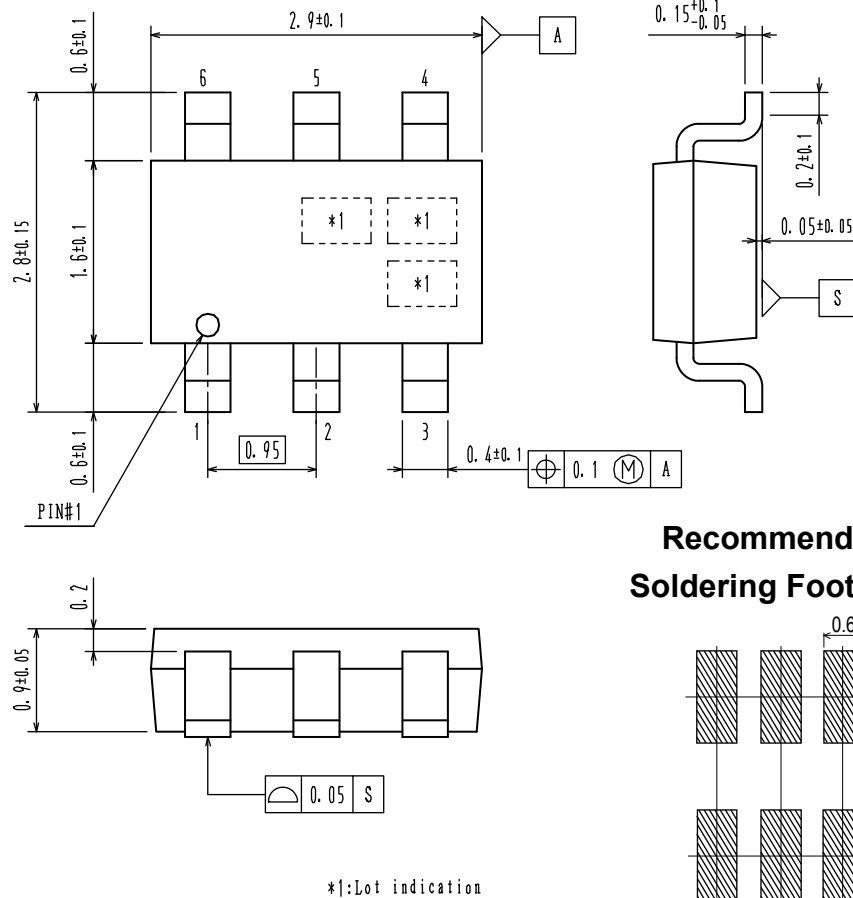 2.9±0.1
A
0.15+0.1 -0.05
0.6±0.1
6 5 4
0.2±0.1
*1 *1
*1
2.8±0.15
1.6±0.1
0.05±0.05
S
1 2 3
0.95
0.4±0.1
0.1 Ⓜ A
0.6±0.1
PIN#1
Recommend
Soldering Foot
0.2
0.6
0.9±0.05
0.05 S
*1:Lot indication